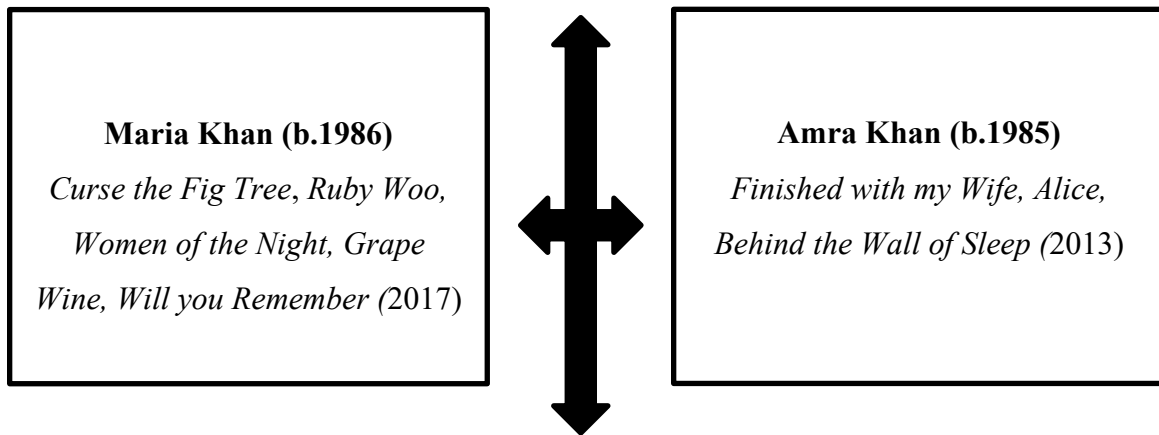 Maria Khan (b.1986)
Curse the Fig Tree, Ruby Woo,
Women of the Night, Grape
Wine, Will you Remember (2017)
Amra Khan (b.1985)
Finished with my Wife, Alice,
Behind the Wall of Sleep (2013)